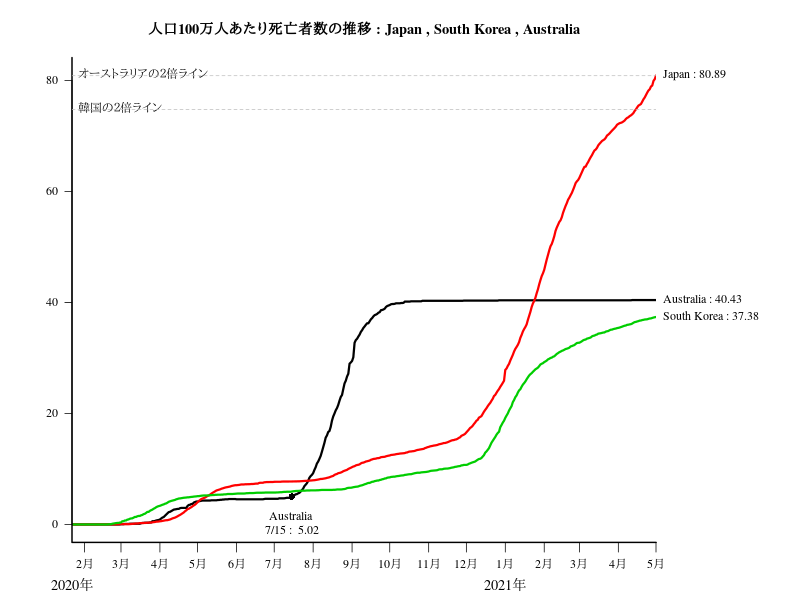 人口100万人あたり死亡者数の推移 : Japan , South Korea , Australia
オーストラリアの2倍ライン
Japan : 80.89
80
韓国の2倍ライン
60
40
Australia : 40.43
South Korea : 37.38
20
0
Australia
7/15 : 5.02
2月 3月 4月 5月 6月 7月 8月 9月 10月 11月 12月 1月 2月 3月 4月 5月
2020年 2021年